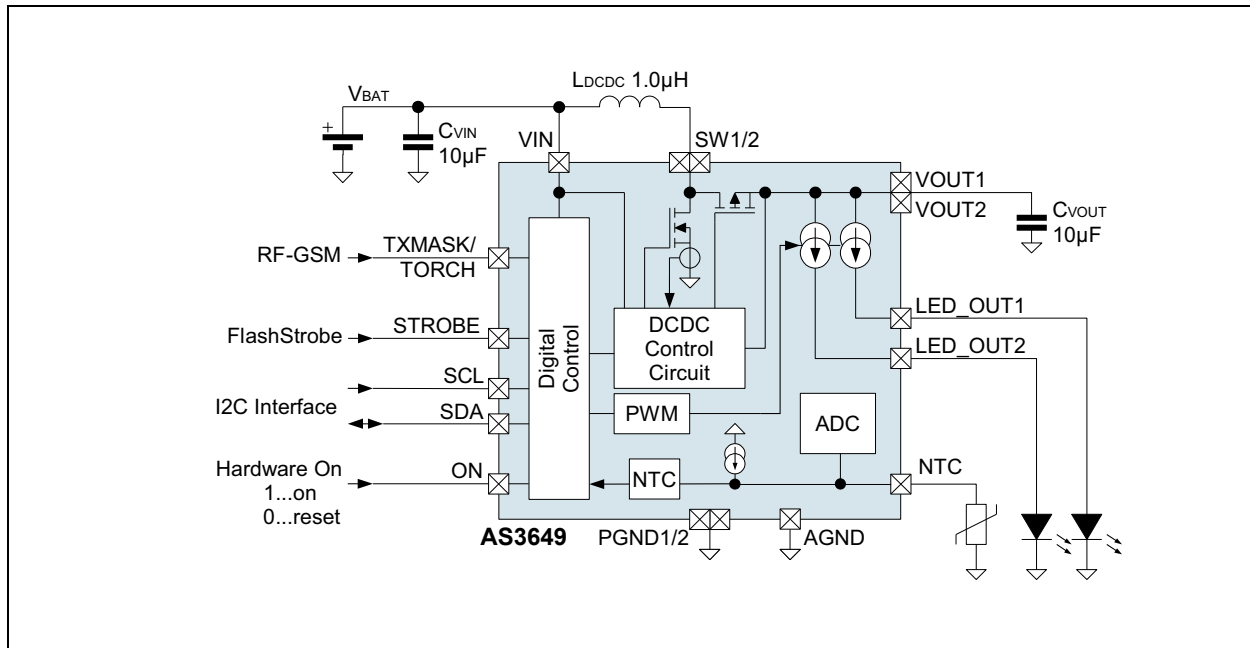 LDCDC 1.0µH
VBAT
+
CVIN
10µF
VIN
SW1/2
VOUT1
VOUT2
CVOUT
10µF
RF-GSM
TXMASK/
TORCH
FlashStrobe
STROBE
SCL
I2C Interface
SDA
Hardware On
1...on
0...reset
ON
Digital
Control
DCDC
Control
Circuit
PWM
ADC
NTC
LED_OUT1
LED_OUT2
NTC
AS3649
PGND1/2
AGND